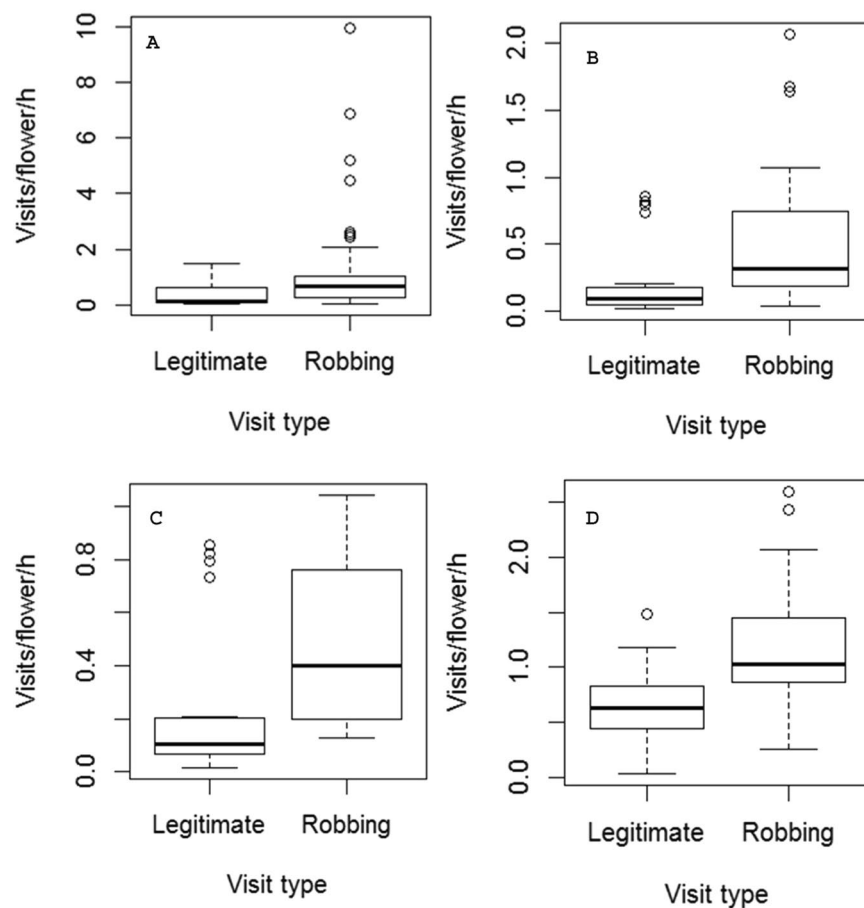 A
Visits/flower/h
10
8
6
4
2
0
Legitimate
Robbing
Visit type
B
Visits/flower/h
2.0
1.5
1.0
0.5
0.0
Legitimate
Robbing
Visit type
C
Visits/flower/h
0.8
0.4
0.0
Legitimate
Robbing
Visit type
D
Visits/flower/h
2.0
1.0
0.0
Legitimate
Robbing
Visit type